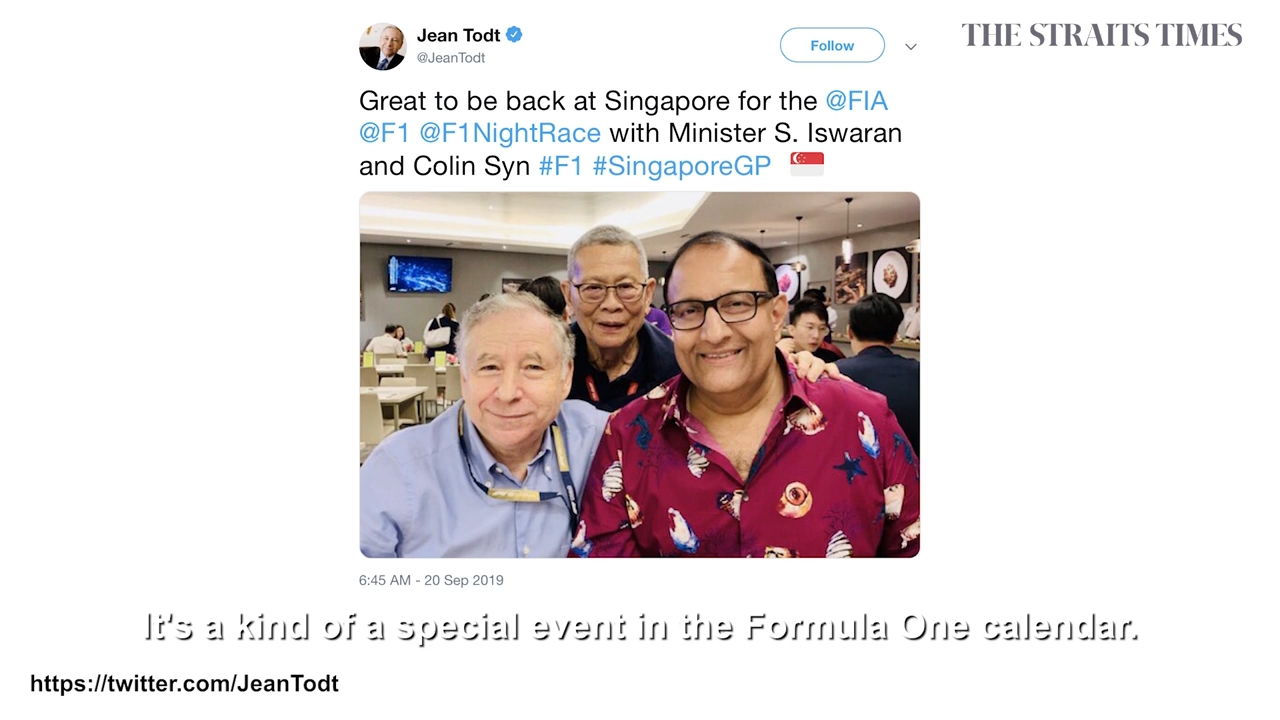 Jean Todt
@JeanTodt
Follow
THE STRAITS TIMES
Great to be back at Singapore for the @FIA
@F1 @F1NightRace with Minister S. Iswaran
and Colin Syn #F1 #SingaporeGP 🇸🇬
6:45 AM - 20 Sep 2019
It's a kind of a special event in the Formula One calendar.
https://twitter.com/JeanTodt